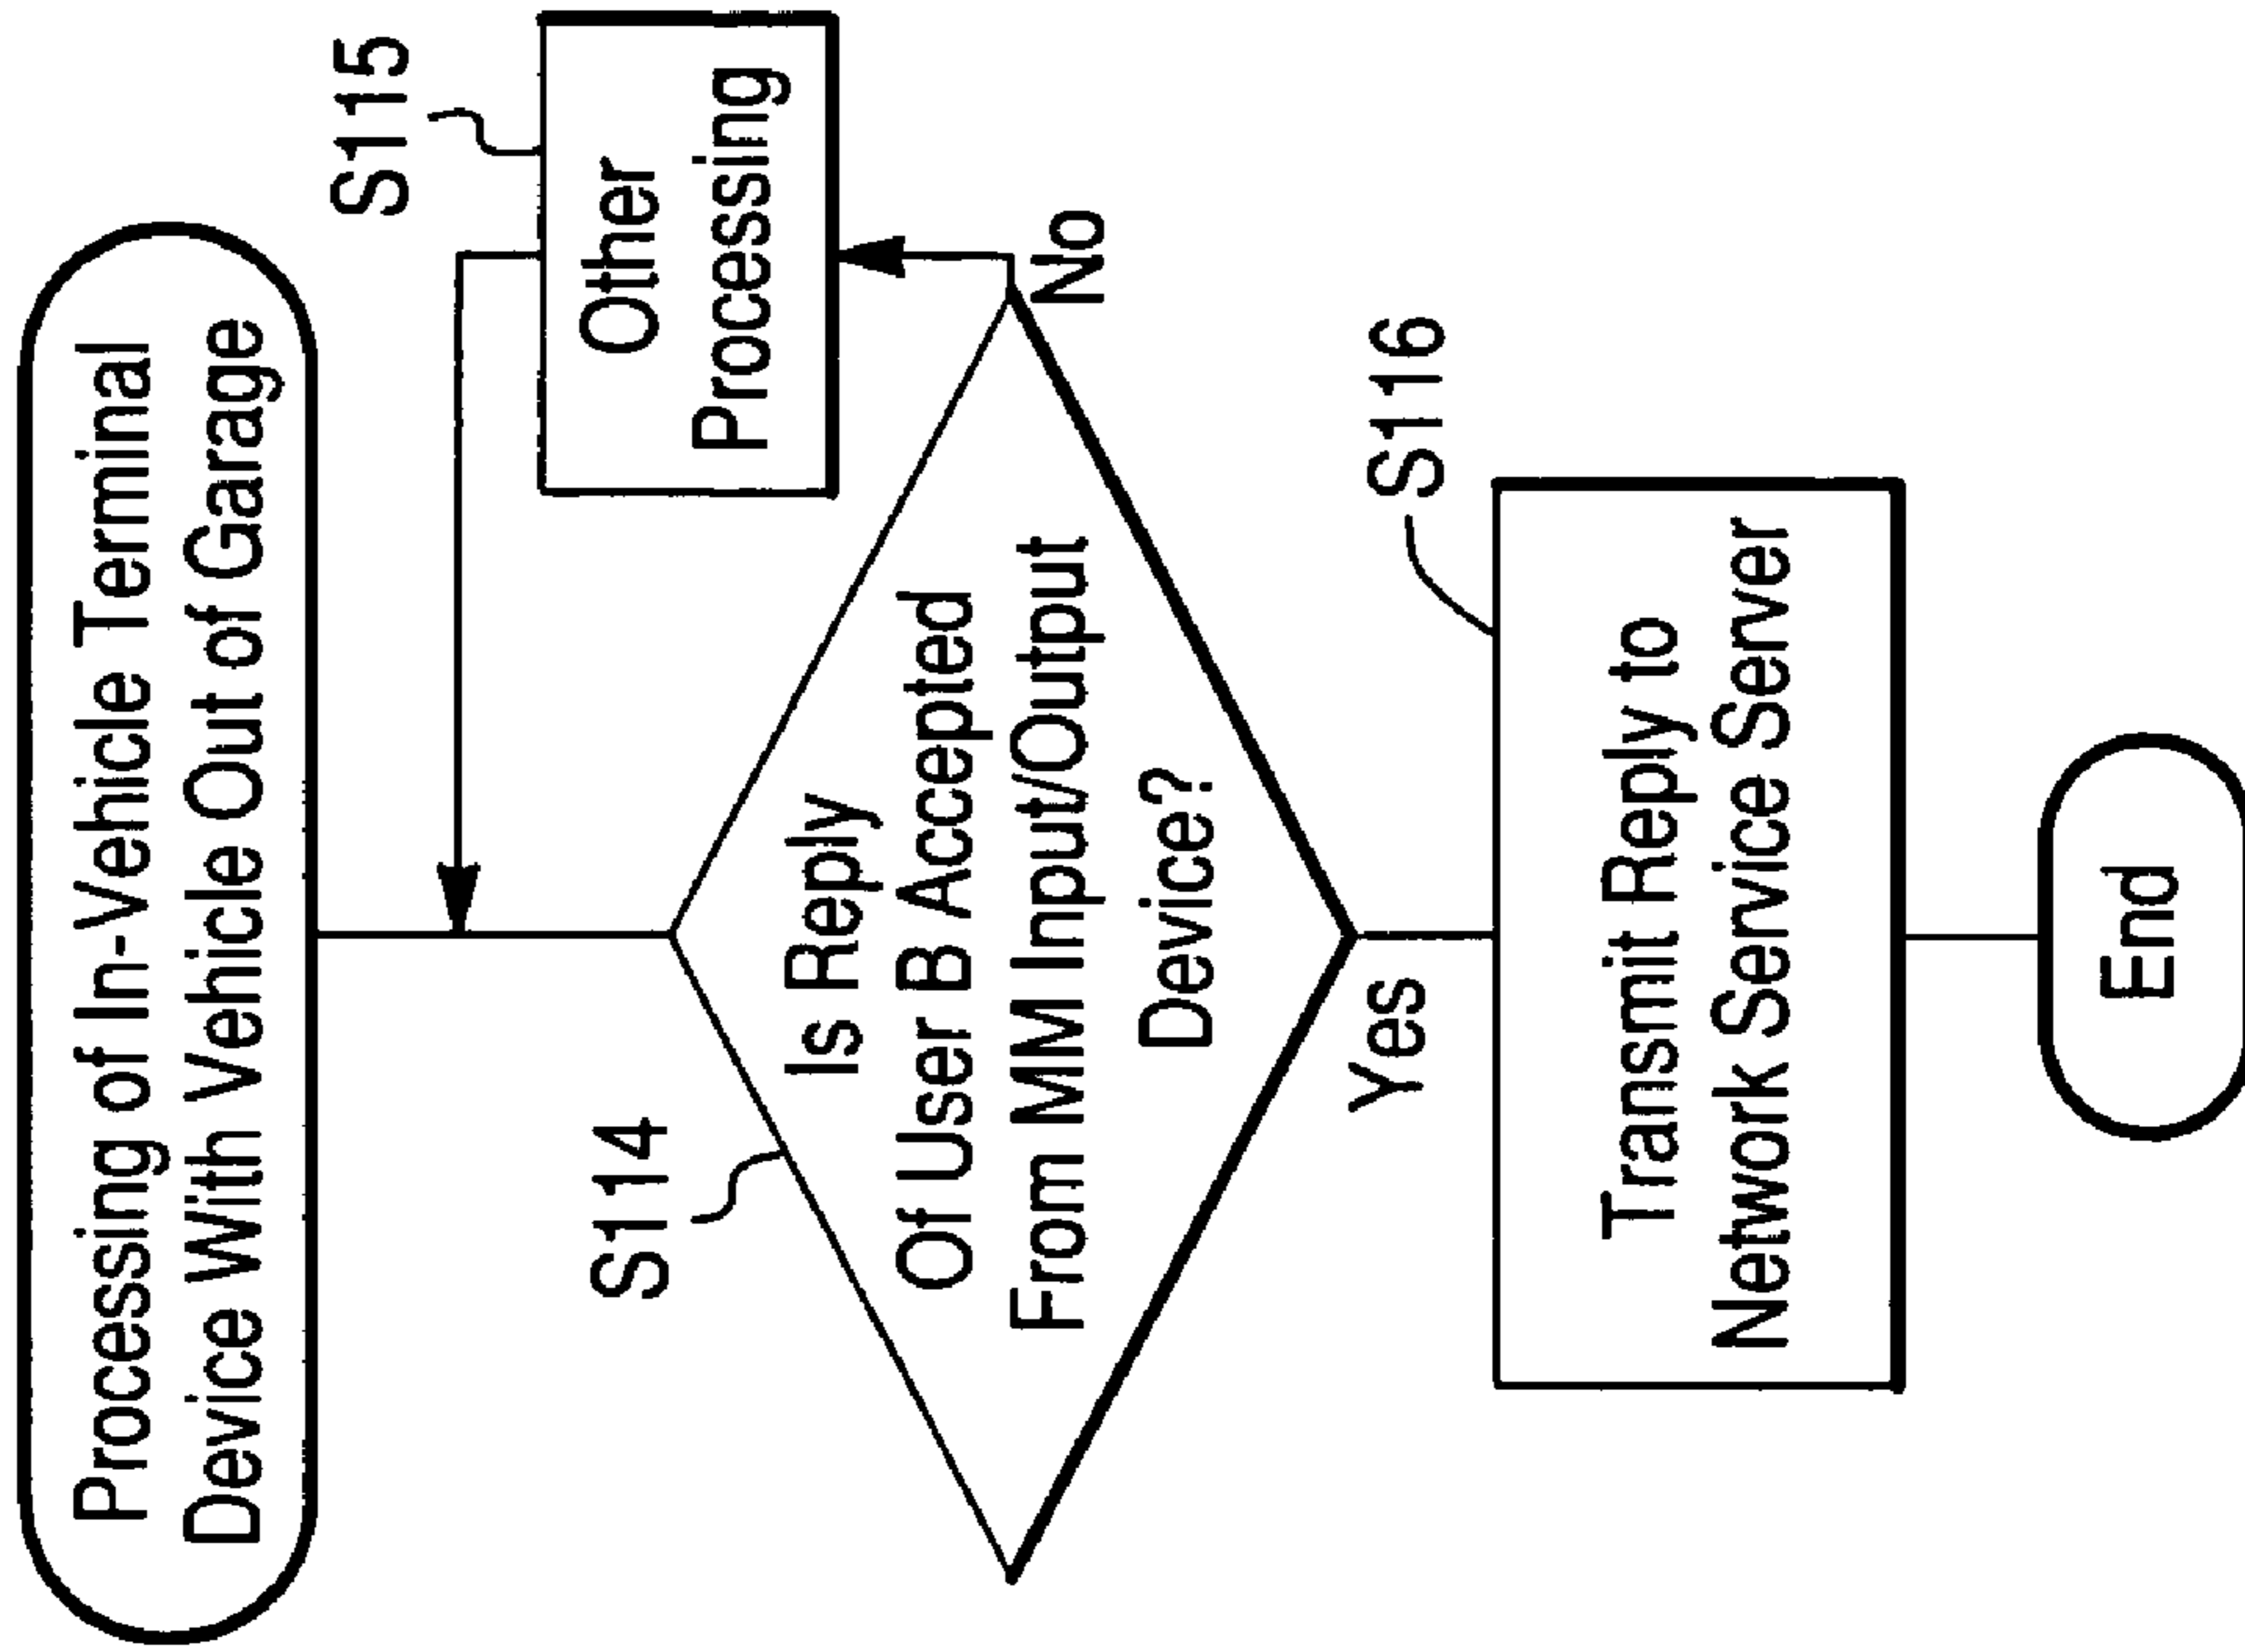 Processing of In-Vehicle Terminal
Device With Vehicle Out of Garage
S114
Is Reply
Of User B Accepted
From MM Input/Output
Device?
No
S115
Other
Processing
Yes
S116
Transmit Reply to
Network Service Server
End